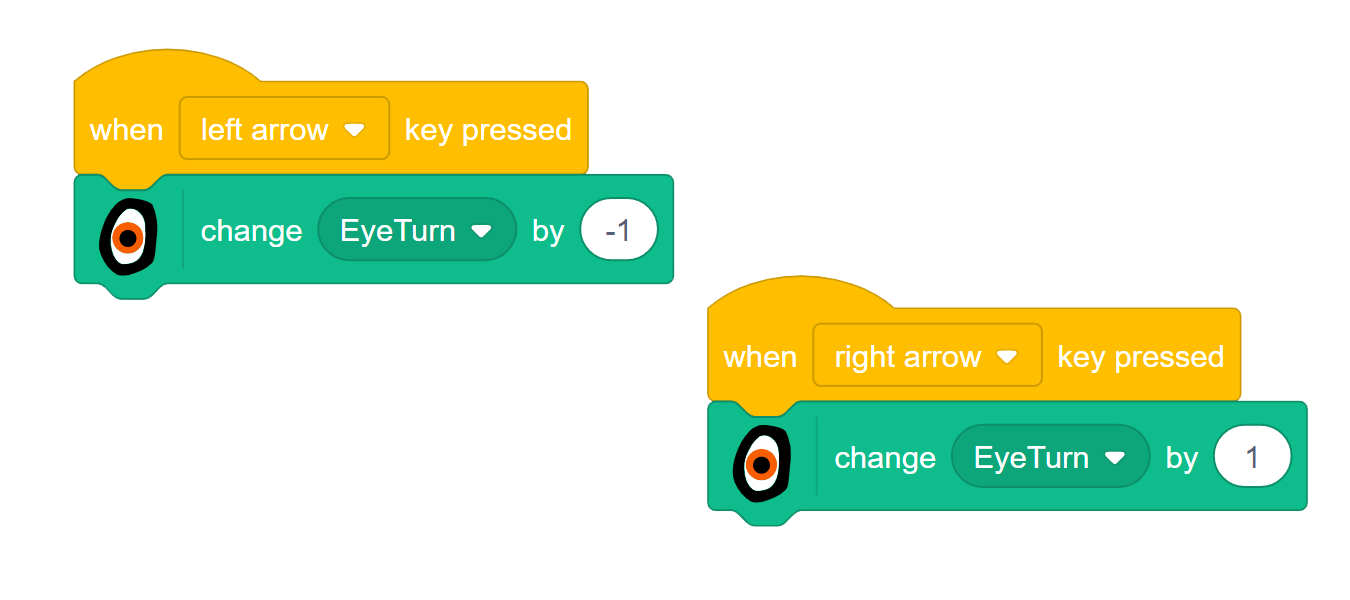 when left arrow key pressed
change EyeTurn by -1
when right arrow key pressed
change EyeTurn by 1